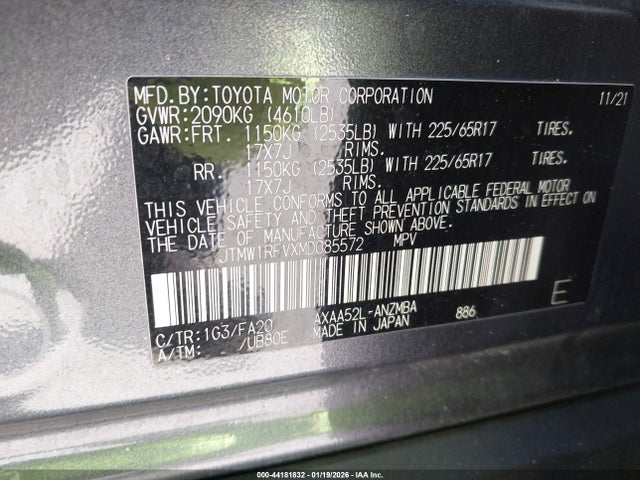 MFD.BY:TOYOTA MOTOR CORPORATION 11/21
GVWR:2090KG (4610LB)
GAWR:FRT. 1150KG (2535LB) WITH 225/65R17 TIRES.
17X7J RIMS.
RR. 1150KG (2535LB) WITH 225/65R17 TIRES.
17X7J RIMS.
THIS VEHICLE CONFORMS TO ALL APPLICABLE FEDERAL MOTOR
VEHICLE SAFETY AND THEFT PREVENTION STANDARDS IN EFFECT ON
THE DATE OF MANUFACTURE SHOWN ABOVE.
JTMW1RFVXMD085572 MPV
C/TR:1G3/FA20 AXAA52L-ANZMBA 886
A/TM: /UB80E MADE IN JAPAN E
000-44181832 - 01/19/2026 - IAA Inc.